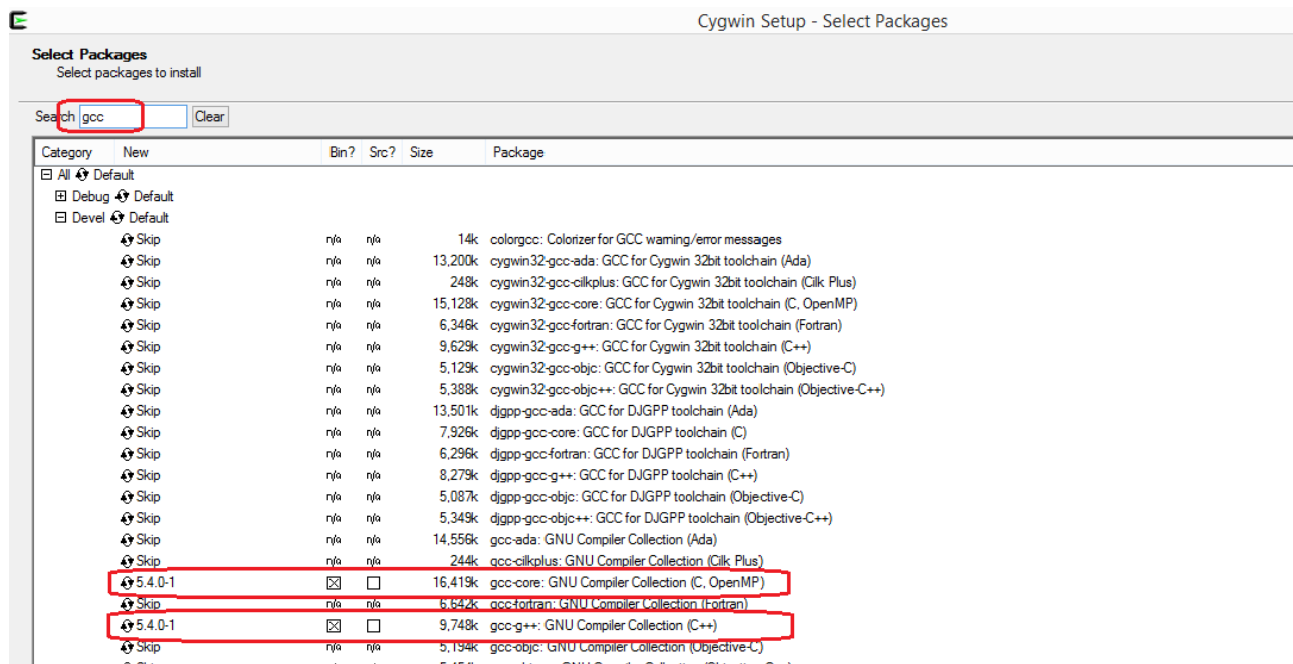 Cygwin Setup - Select Packages
Select Packages
Select packages to install
Search gcc Clear
Category New Bin? Src? Size Package
All Default
Debug Default
Devel Default
Skip n/a n/a 14k colorgcc: Colorizer for GCC warning/error messages
Skip n/a n/a 13,200k cygwin32-gcc-ada: GCC for Cygwin 32bit toolchain (Ada)
Skip n/a n/a 248k cygwin32-gcc-cilkplus: GCC for Cygwin 32bit toolchain (Cilk Plus)
Skip n/a n/a 15,128k cygwin32-gcc-core: GCC for Cygwin 32bit toolchain (C, OpenMP)
Skip n/a n/a 6,346k cygwin32-gcc-fortran: GCC for Cygwin 32bit toolchain (Fortran)
Skip n/a n/a 9,629k cygwin32-gcc-g++: GCC for Cygwin 32bit toolchain (C++)
Skip n/a n/a 5,129k cygwin32-gcc-objc: GCC for Cygwin 32bit toolchain (Objective-C)
Skip n/a n/a 5,388k cygwin32-gcc-objc++: GCC for Cygwin 32bit toolchain (Objective-C++)
Skip n/a n/a 13,501k djgpp-gcc-ada: GCC for DJGPP toolchain (Ada)
Skip n/a n/a 7,926k djgpp-gcc-core: GCC for DJGPP toolchain (C)
Skip n/a n/a 6,296k djgpp-gcc-fortran: GCC for DJGPP toolchain (Fortran)
Skip n/a n/a 8,279k djgpp-gcc-g++: GCC for DJGPP toolchain (C++)
Skip n/a n/a 5,087k djgpp-gcc-objc: GCC for DJGPP toolchain (Objective-C)
Skip n/a n/a 5,349k djgpp-gcc-objc++: GCC for DJGPP toolchain (Objective-C++)
Skip n/a n/a 14,556k gcc-ada: GNU Compiler Collection (Ada)
Skip n/a n/a 244k gcc-cilkplus: GNU Compiler Collection (Cilk Plus)
5.4.0-1 16,419k gcc-core: GNU Compiler Collection (C, OpenMP)
Skip n/a n/a 6,642k gcc-fortran: GNU Compiler Collection (Fortran)
5.4.0-1 9,748k gcc-g++: GNU Compiler Collection (C++)
Skip n/a n/a 5,194k gcc-objc: GNU Compiler Collection (Objective-C)